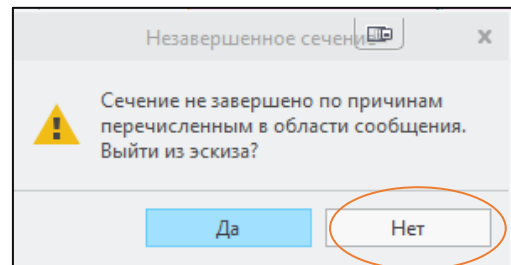 Незавершенное сечение
Сечение не завершено по причинам
перечисленным в области сообщения.
Выйти из эскиза?
Да
Нет